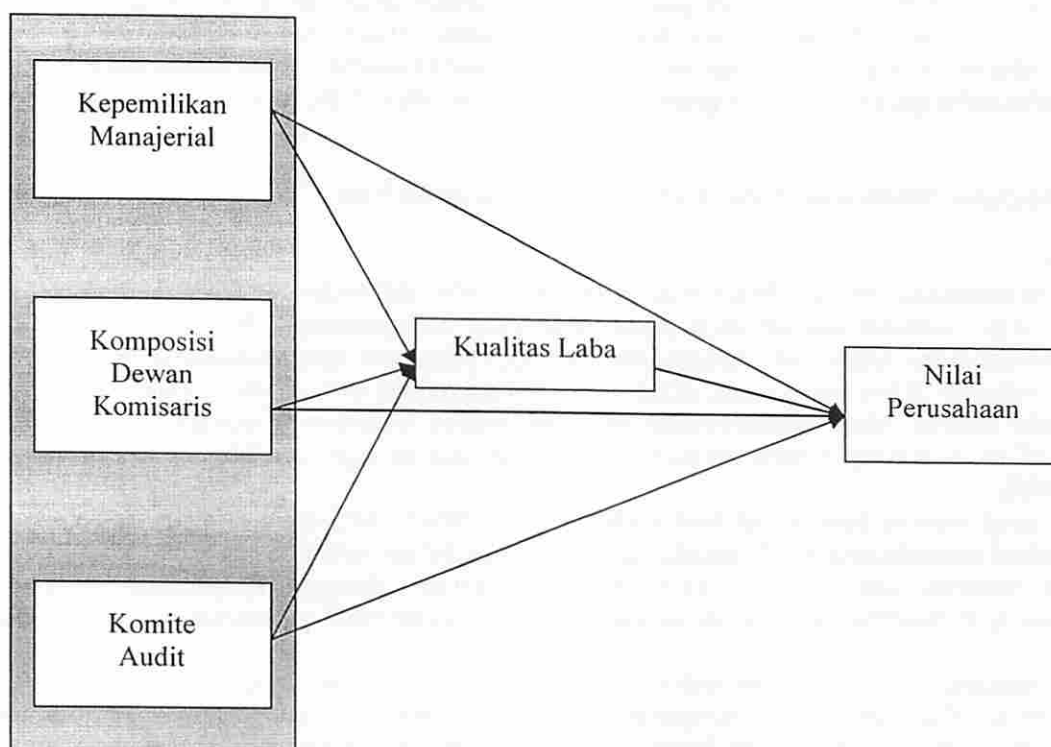 Kepemilikan
Manajerial
Komposisi
Dewan
Komisaris
Komite
Audit
Kualitas Laba
Nilai
Perusahaan